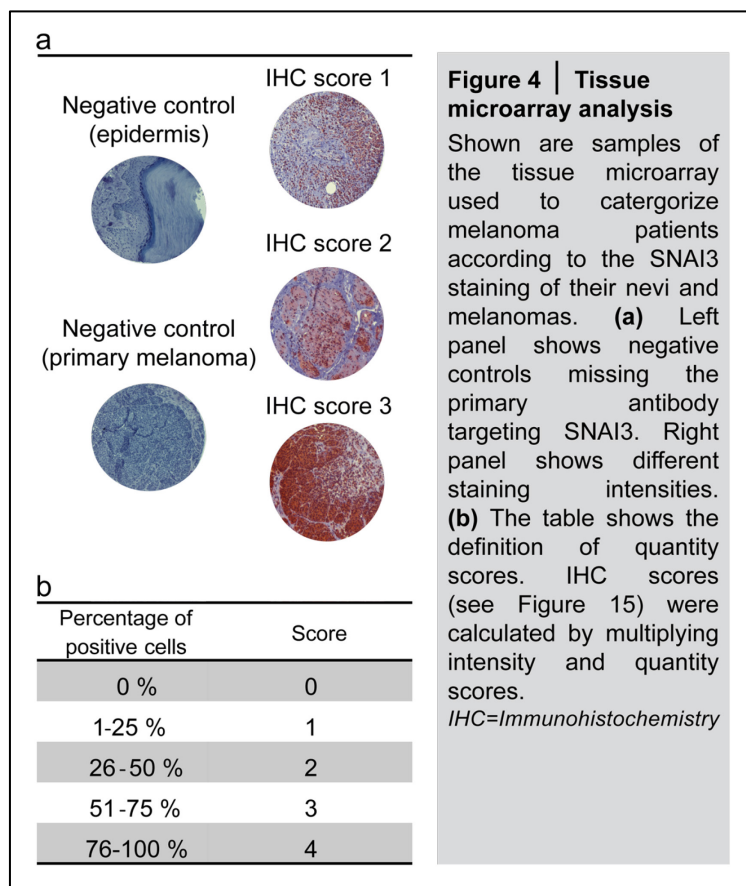 a
Negative control
(epidermis)
IHC score 1
IHC score 2
Negative control
(primary melanoma)
IHC score 3
b
Percentage of positive cells Score
0 % 0
1-25 % 1
26-50 % 2
51-75 % 3
76-100 % 4
Figure 4 | Tissue
microarray analysis
Shown are samples of
the tissue microarray
used to catergorize
melanoma patients
according to the SNAI3
staining of their nevi and
melanomas. (a) Left
panel shows negative
controls missing the
primary antibody
targeting SNAI3. Right
panel shows different
staining intensities.
(b) The table shows the
definition of quantity
scores. IHC scores
(see Figure 15) were
calculated by multiplying
intensity and quantity
scores.
IHC=Immunohistochemistry